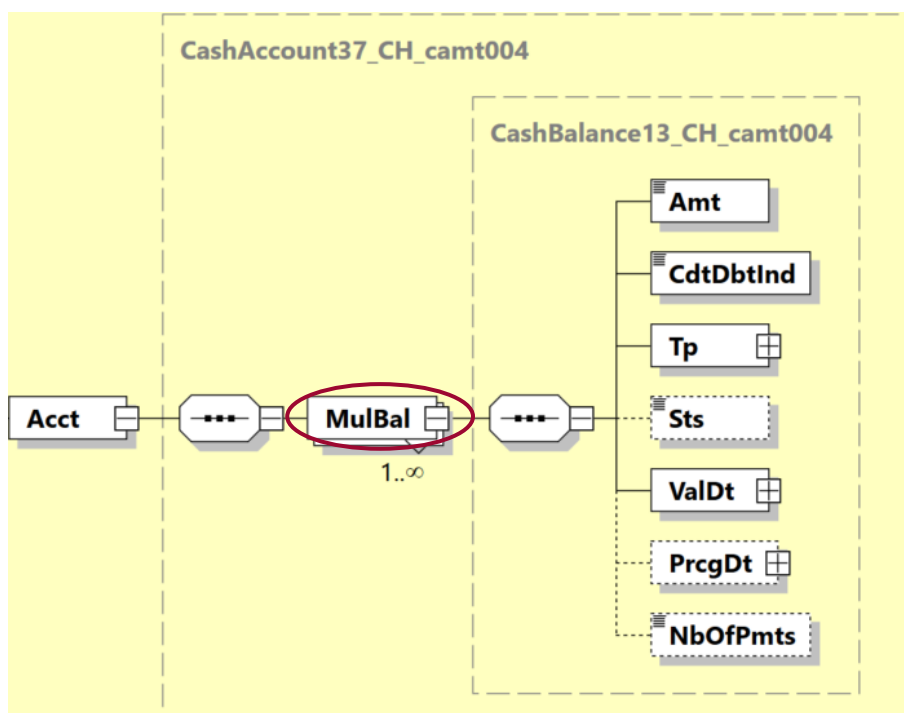 CashAccount37_CH_camt004
CashBalance13_CH_camt004
Amt
CdtDbtInd
Tp
Acct
MulBal
1..∞
Sts
ValDt
PrcgDt
NbOfPmts